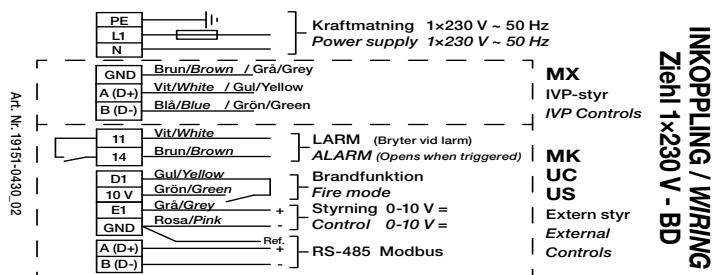 PE
L1
N
Kraftmatning 1×230 V ~ 50 Hz
Power supply 1×230 V ~ 50 Hz
GND Brun/Brown / Grå/Grey
A (D+) Vit/White / Gul/Yellow
B (D-) Blå/Blue / Grön/Green
MX
IVP-styr
IVP Controls
11 Vit/White
14 Brun/Brown
LARM (Bryter vid larm)
ALARM (Opens when triggered)
D1 Gul/Yellow
10 V Grön/Green
Brandfunktion
Fire mode
E1 Grå/Grey +
GND Rosa/Pink -
Styrning 0-10 V =
Control 0-10 V =
Ref.
A (D+) +
B (D-) -
RS-485 Modbus
MK
UC
US
Extern styr
External
Controls
INKOPPLING / WIRING
Ziehl 1×230 V - BD
Art. Nr. 19151-0430_02